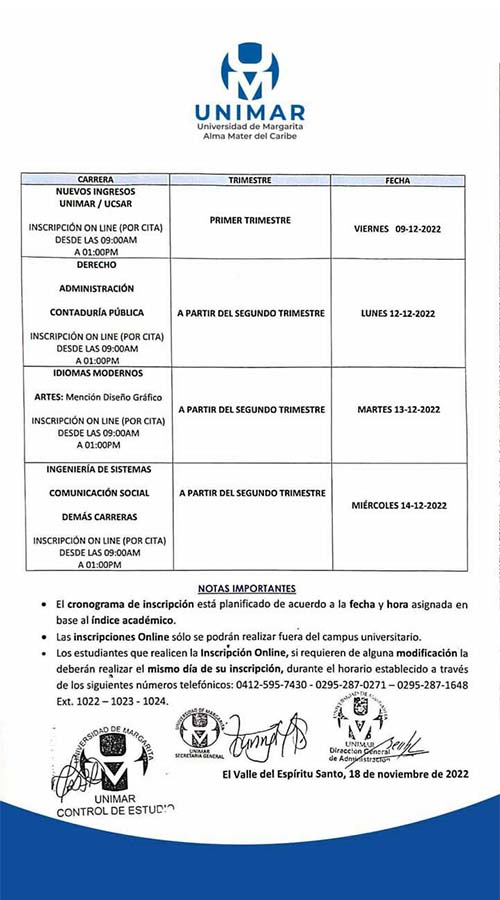 UNIMAR
Universidad de Margarita
Alma Mater del Caribe
CARRERA TRIMESTRE FECHA
NUEVOS INGRESOS
UNIMAR / UCSAR
INSCRIPCIÓN ON LINE (POR CITA)
DESDE LAS 09:00AM
A 01:00PM
PRIMER TRIMESTRE
VIERNES 09-12-2022
DERECHO
ADMINISTRACIÓN
CONTADURÍA PÚBLICA
INSCRIPCIÓN ON LINE (POR CITA)
DESDE LAS 09:00AM
A 01:00PM
A PARTIR DEL SEGUNDO TRIMESTRE
LUNES 12-12-2022
IDIOMAS MODERNOS
ARTES: Mención Diseño Gráfico
INSCRIPCIÓN ON LINE (POR CITA)
DESDE LAS 09:00AM
A 01:00PM
A PARTIR DEL SEGUNDO TRIMESTRE
MARTES 13-12-2022
INGENIERÍA DE SISTEMAS
COMUNICACIÓN SOCIAL
DEMÁS CARRERAS
INSCRIPCIÓN ON LINE (POR CITA)
DESDE LAS 09:00AM
A 01:00PM
A PARTIR DEL SEGUNDO TRIMESTRE
MIÉRCOLES 14-12-2022
NOTAS IMPORTANTES
• El cronograma de inscripción está planificado de acuerdo a la fecha y hora asignada en
base al índice académico.
• Las inscripciones Online sólo se podrán realizar fuera del campus universitario.
• Los estudiantes que realicen la Inscripción Online, si requieren de alguna modificación la
deberán realizar el mismo día de su inscripción, durante el horario establecido a través
de los siguientes números telefónicos: 0412-595-7430 - 0295-287-0271 – 0295-287-1648
Ext. 1022 – 1023 - 1024.
UNIVERSIDAD DE MARGARITA
UNIMAR
CONTROL DE ESTUDIO
UNIVERSIDAD DE MARGARITA
UNIMAR
SECRETARIA GENERAL
UNIMAR
Dirección General
de Administración
El Valle del Espíritu Santo, 18 de noviembre de 2022